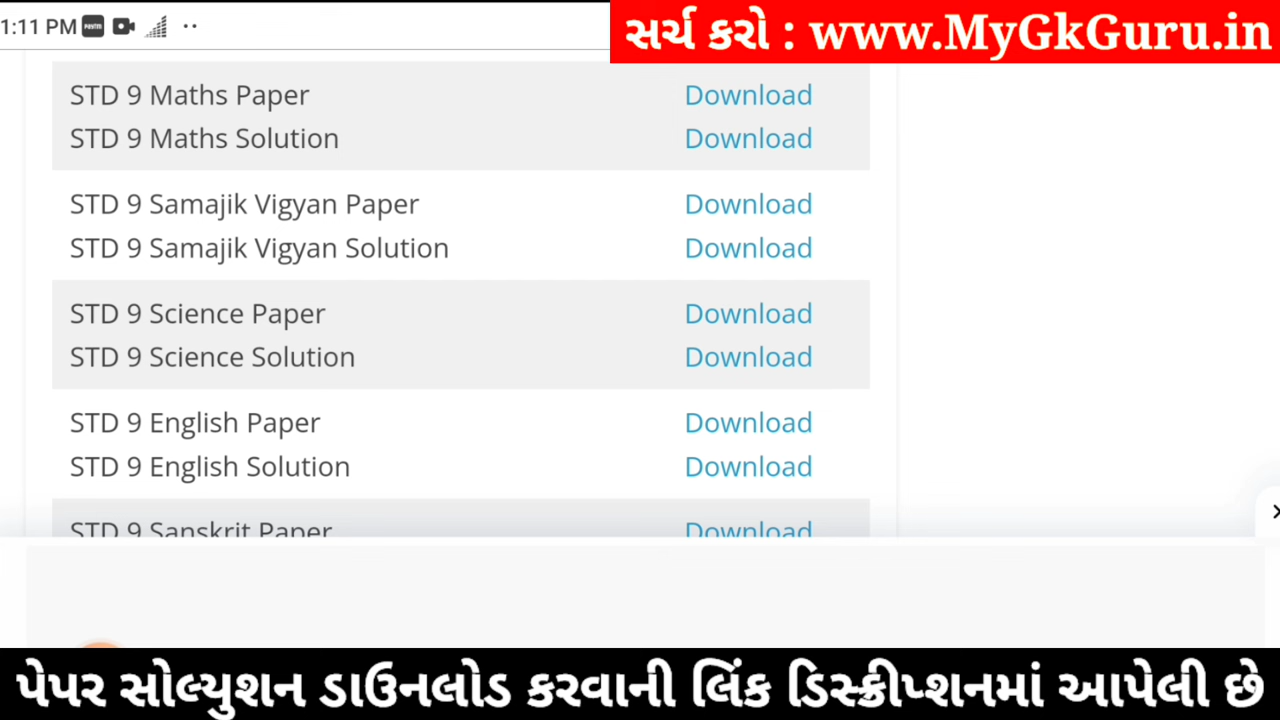 1:11 PM
સર્ચ કરો : www.MyGkGuru.in
STD 9 Maths Paper Download
STD 9 Maths Solution Download
STD 9 Samajik Vigyan Paper Download
STD 9 Samajik Vigyan Solution Download
STD 9 Science Paper Download
STD 9 Science Solution Download
STD 9 English Paper Download
STD 9 English Solution Download
STD 9 Sanskrit Paper Download
પેપર સોલ્યુશન ડાઉનલોડ કરવાની લિંક ડિસ્ક્રીપ્શનમાં આપેલી છે